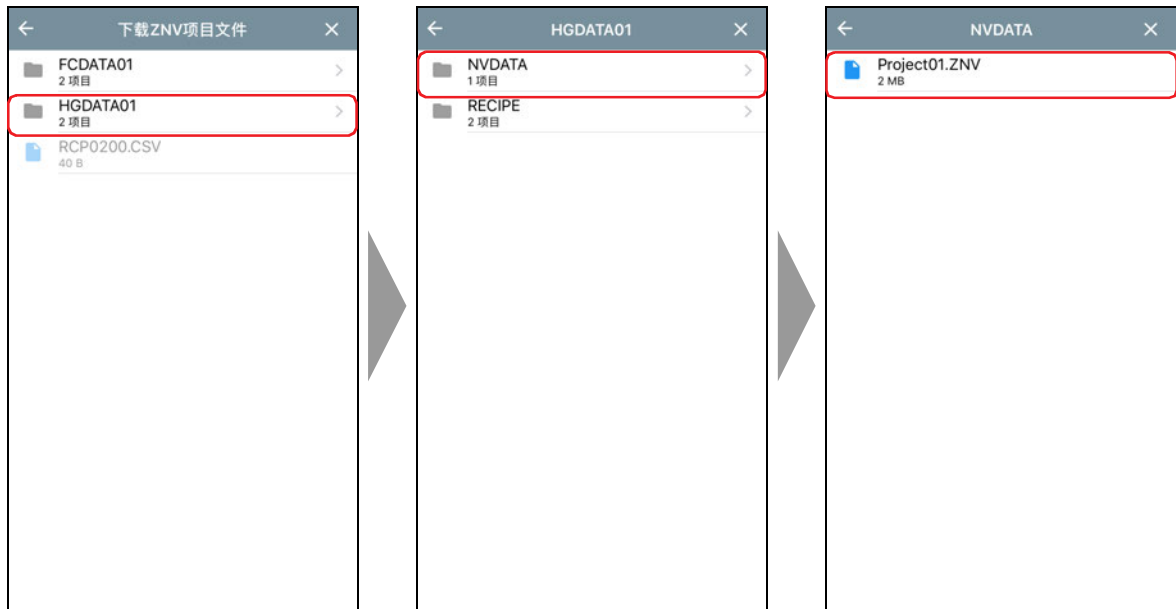 下载ZNV项目文件
FCDATA01
2 项目
HGDATA01
2 项目
RCP0200.CSV
40 B
HGDATA01
NVDATA
1 项目
RECIPE
2 项目
NVDATA
Project01.ZNV
2 MB